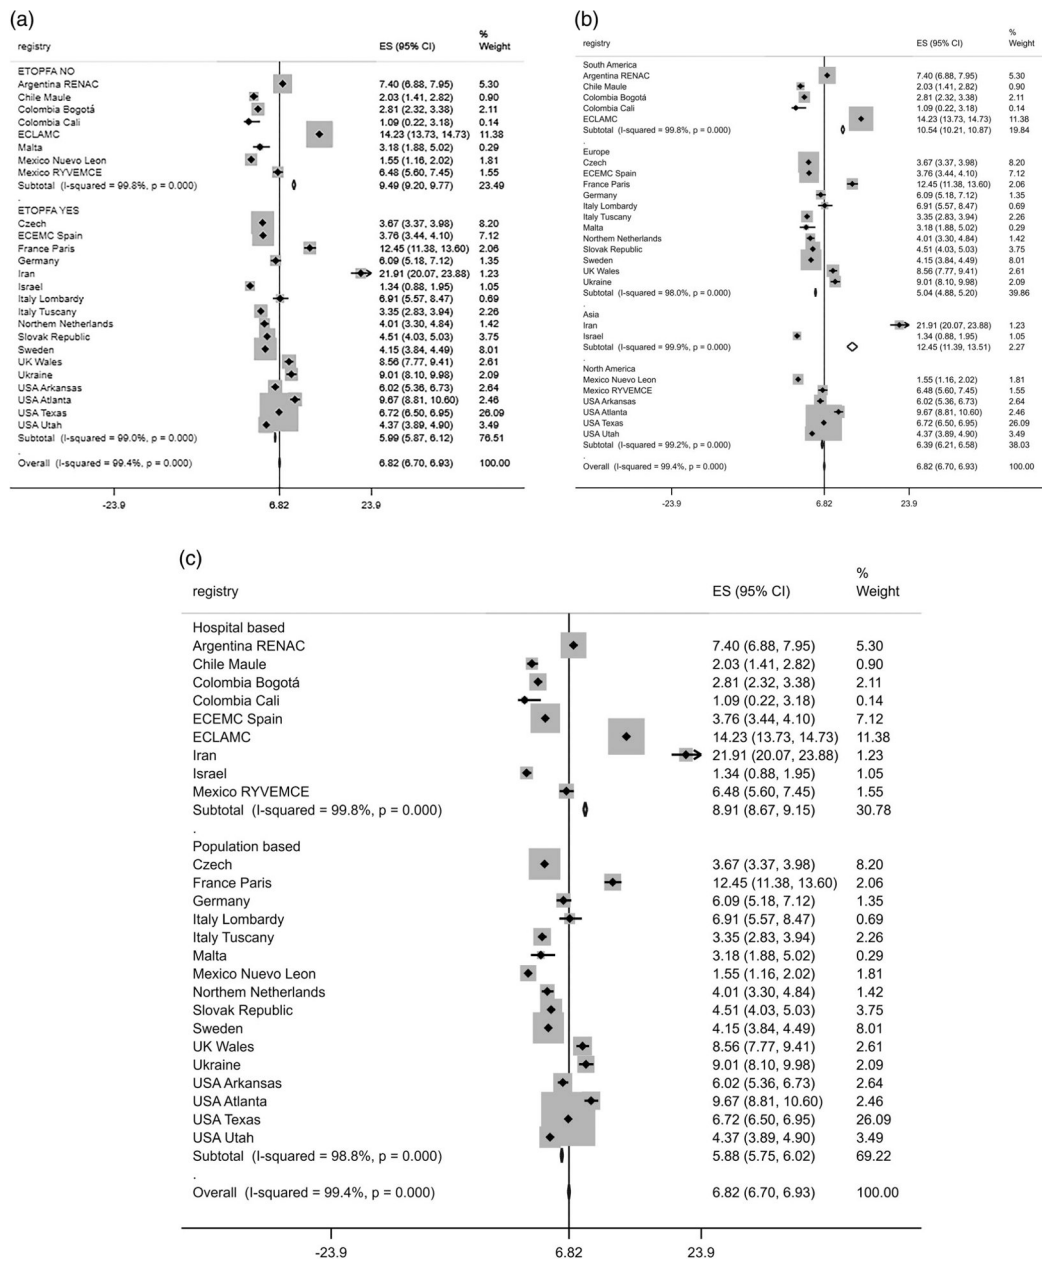 (a)
%
registry ES (95% CI) Weight
ETOPFA NO
Argentina RENAC 7.40 (6.88, 7.95) 5.30
Chile Maule 2.03 (1.41, 2.82) 0.90
Colombia Bogotá 2.81 (2.32, 3.38) 2.11
Colombia Cali 1.09 (0.22, 3.18) 0.14
ECLAMC 14.23 (13.73, 14.73) 11.38
Malta 3.18 (1.88, 5.02) 0.29
Mexico Nuevo Leon 1.55 (1.16, 2.02) 1.81
Mexico RYVEMCE 6.48 (5.60, 7.45) 1.55
Subtotal (I-squared = 99.8%, p = 0.000) 9.49 (9.20, 9.77) 23.49
.
ETOPFA YES
Czech 3.67 (3.37, 3.98) 8.20
ECEMC Spain 3.76 (3.44, 4.10) 7.12
France Paris 12.45 (11.38, 13.60) 2.06
Germany 6.09 (5.18, 7.12) 1.35
Iran 21.91 (20.07, 23.88) 1.23
Israel 1.34 (0.88, 1.95) 1.05
Italy Lombardy 6.91 (5.57, 8.47) 0.69
Italy Tuscany 3.35 (2.83, 3.94) 2.26
Northern Netherlands 4.01 (3.30, 4.84) 1.42
Slovak Republic 4.51 (4.03, 5.03) 3.75
Sweden 4.15 (3.84, 4.49) 8.01
UK Wales 8.56 (7.77, 9.41) 2.61
Ukraine 9.01 (8.10, 9.98) 2.09
USA Arkansas 6.02 (5.36, 6.73) 2.64
USA Atlanta 9.67 (8.81, 10.60) 2.46
USA Texas 6.72 (6.50, 6.95) 26.09
USA Utah 4.37 (3.89, 4.90) 3.49
Subtotal (I-squared = 99.0%, p = 0.000) 5.99 (5.87, 6.12) 76.51
.
Overall (I-squared = 99.4%, p = 0.000) 6.82 (6.70, 6.93) 100.00
-23.9 6.82 23.9
(b)
%
registry ES (95% CI) Weight
South America
Argentina RENAC 7.40 (6.88, 7.95) 5.30
Chile Maule 2.03 (1.41, 2.82) 0.90
Colombia Bogotá 2.81 (2.32, 3.38) 2.11
Colombia Cali 1.09 (0.22, 3.18) 0.14
ECLAMC 14.23 (13.73, 14.73) 11.38
Subtotal (I-squared = 99.8%, p = 0.000) 10.54 (10.21, 10.87) 19.84
.
Europe
Czech 3.67 (3.37, 3.98) 8.20
ECEMC Spain 3.76 (3.44, 4.10) 7.12
France Paris 12.45 (11.38, 13.60) 2.06
Germany 6.09 (5.18, 7.12) 1.35
Italy Lombardy 6.91 (5.57, 8.47) 0.69
Italy Tuscany 3.35 (2.83, 3.94) 2.26
Malta 3.18 (1.88, 5.02) 0.29
Northern Netherlands 4.01 (3.30, 4.84) 1.42
Slovak Republic 4.51 (4.03, 5.03) 3.75
Sweden 4.15 (3.84, 4.49) 8.01
UK Wales 8.56 (7.77, 9.41) 2.61
Ukraine 9.01 (8.10, 9.98) 2.09
Subtotal (I-squared = 98.0%, p = 0.000) 5.04 (4.88, 5.20) 39.86
.
Asia
Iran 21.91 (20.07, 23.88) 1.23
Israel 1.34 (0.88, 1.95) 1.05
Subtotal (I-squared = 99.9%, p = 0.000) 12.45 (11.39, 13.51) 2.27
.
North America
Mexico Nuevo Leon 1.55 (1.16, 2.02) 1.81
Mexico RYVEMCE 6.48 (5.60, 7.45) 1.55
USA Arkansas 6.02 (5.36, 6.73) 2.64
USA Atlanta 9.67 (8.81, 10.60) 2.46
USA Texas 6.72 (6.50, 6.95) 26.09
USA Utah 4.37 (3.89, 4.90) 3.49
Subtotal (I-squared = 99.2%, p = 0.000) 6.39 (6.21, 6.58) 38.03
.
Overall (I-squared = 99.4%, p = 0.000) 6.82 (6.70, 6.93) 100.00
-23.9 6.82 23.9
(c)
%
registry ES (95% CI) Weight
Hospital based
Argentina RENAC 7.40 (6.88, 7.95) 5.30
Chile Maule 2.03 (1.41, 2.82) 0.90
Colombia Bogotá 2.81 (2.32, 3.38) 2.11
Colombia Cali 1.09 (0.22, 3.18) 0.14
ECEMC Spain 3.76 (3.44, 4.10) 7.12
ECLAMC 14.23 (13.73, 14.73) 11.38
Iran 21.91 (20.07, 23.88) 1.23
Israel 1.34 (0.88, 1.95) 1.05
Mexico RYVEMCE 6.48 (5.60, 7.45) 1.55
Subtotal (I-squared = 99.8%, p = 0.000) 8.91 (8.67, 9.15) 30.78
.
Population based
Czech 3.67 (3.37, 3.98) 8.20
France Paris 12.45 (11.38, 13.60) 2.06
Germany 6.09 (5.18, 7.12) 1.35
Italy Lombardy 6.91 (5.57, 8.47) 0.69
Italy Tuscany 3.35 (2.83, 3.94) 2.26
Malta 3.18 (1.88, 5.02) 0.29
Mexico Nuevo Leon 1.55 (1.16, 2.02) 1.81
Northern Netherlands 4.01 (3.30, 4.84) 1.42
Slovak Republic 4.51 (4.03, 5.03) 3.75
Sweden 4.15 (3.84, 4.49) 8.01
UK Wales 8.56 (7.77, 9.41) 2.61
Ukraine 9.01 (8.10, 9.98) 2.09
USA Arkansas 6.02 (5.36, 6.73) 2.64
USA Atlanta 9.67 (8.81, 10.60) 2.46
USA Texas 6.72 (6.50, 6.95) 26.09
USA Utah 4.37 (3.89, 4.90) 3.49
Subtotal (I-squared = 98.8%, p = 0.000) 5.88 (5.75, 6.02) 69.22
.
Overall (I-squared = 99.4%, p = 0.000) 6.82 (6.70, 6.93) 100.00
-23.9 6.82 23.9